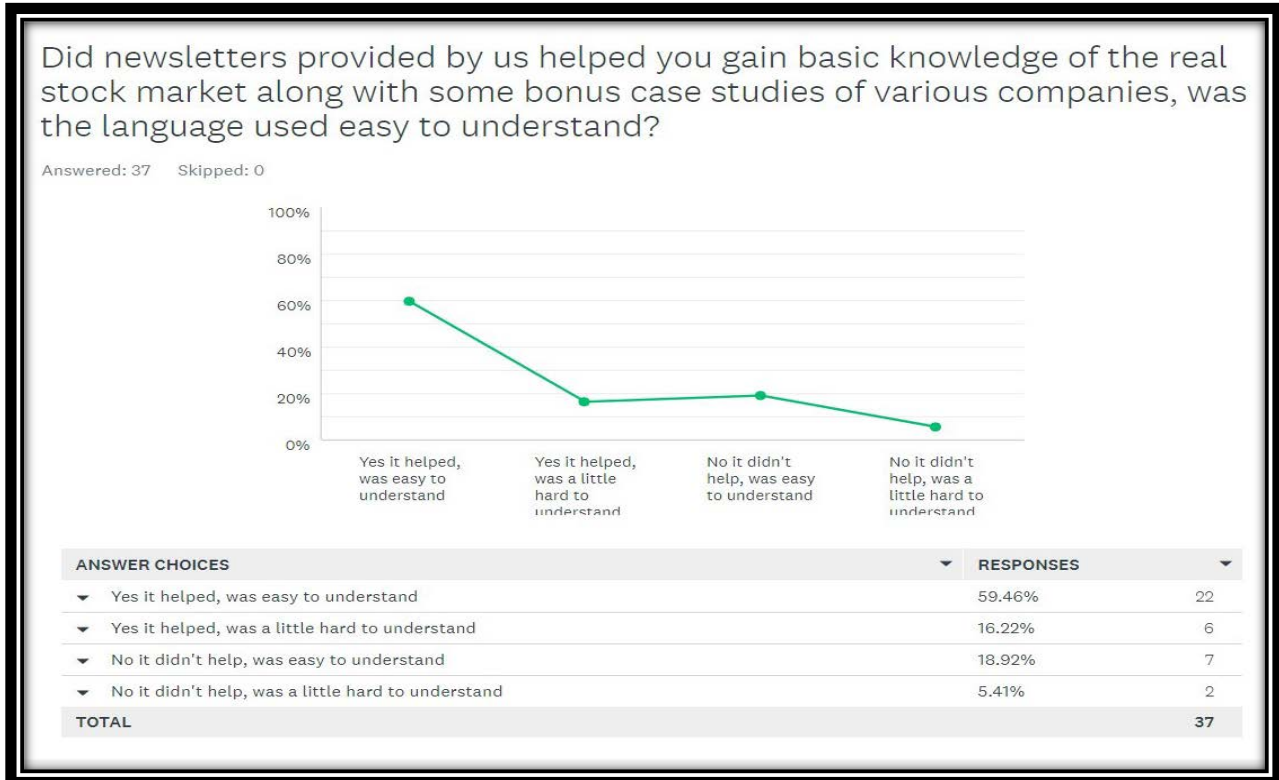 Did newsletters provided by us helped you gain basic knowledge of the real
stock market along with some bonus case studies of various companies, was
the language used easy to understand?
Answered: 37 Skipped: 0
100%
80%
60%
40%
20%
0%
Yes it helped,
was easy to
understand
Yes it helped,
was a little
hard to
understand
No it didn't
help, was easy
to understand
No it didn't
help, was a
little hard to
understand
ANSWER CHOICES RESPONSES
Yes it helped, was easy to understand 59.46% 22
Yes it helped, was a little hard to understand 16.22% 6
No it didn't help, was easy to understand 18.92% 7
No it didn't help, was a little hard to understand 5.41% 2
TOTAL 37